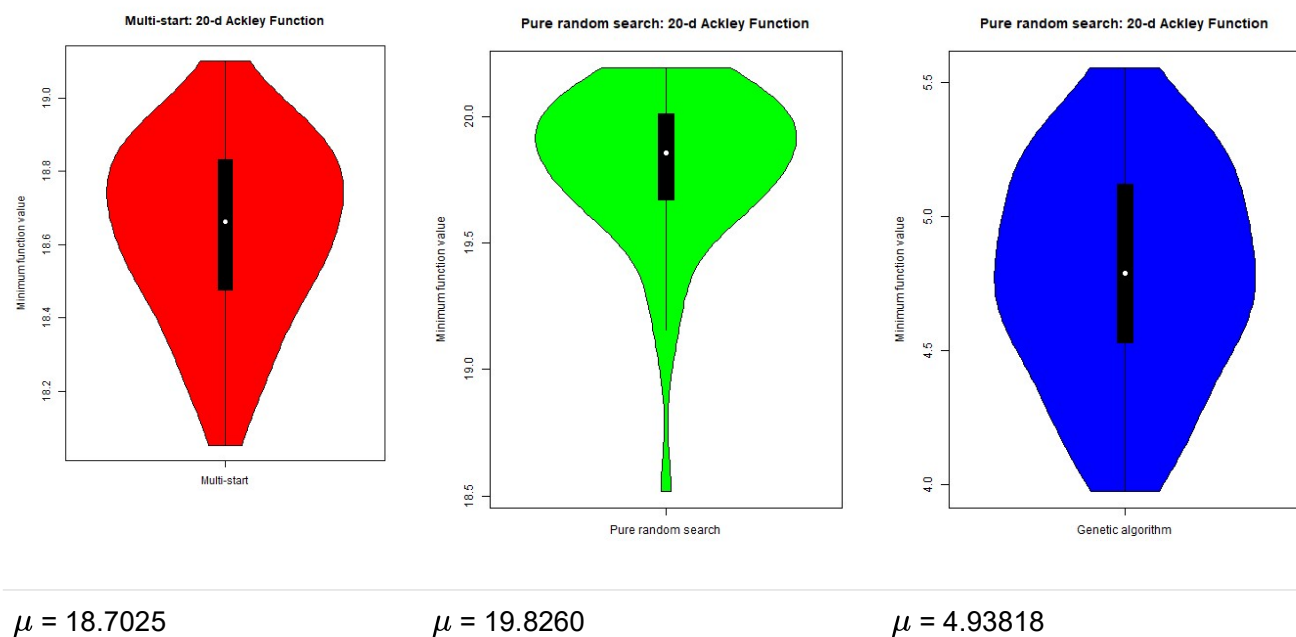 Multi-start: 20-d Ackley Function
Minimum function value
19.0
18.8
18.6
18.4
18.2
Multi-start
Pure random search: 20-d Ackley Function
Minimum function value
20.0
19.5
19.0
18.5
Pure random search
Pure random search: 20-d Ackley Function
Minimum function value
5.5
5.0
4.5
4.0
Genetic algorithm
μ = 18.7025
μ = 19.8260
μ = 4.93818